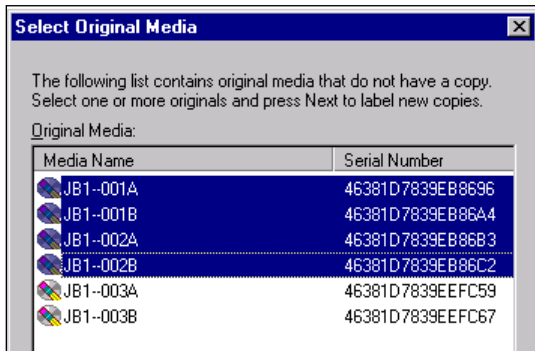 Select Original Media
The following list contains original media that do not have a copy.
Select one or more originals and press Next to label new copies.
Original Media:
Media Name Serial Number
JB1--001A 46381D7839EB8696
JB1--001B 46381D7839EB86A4
JB1--002A 46381D7839EB86B3
JB1--002B 46381D7839EB86C2
JB1--003A 46381D7839EEFC59
JB1--003B 46381D7839EEFC67